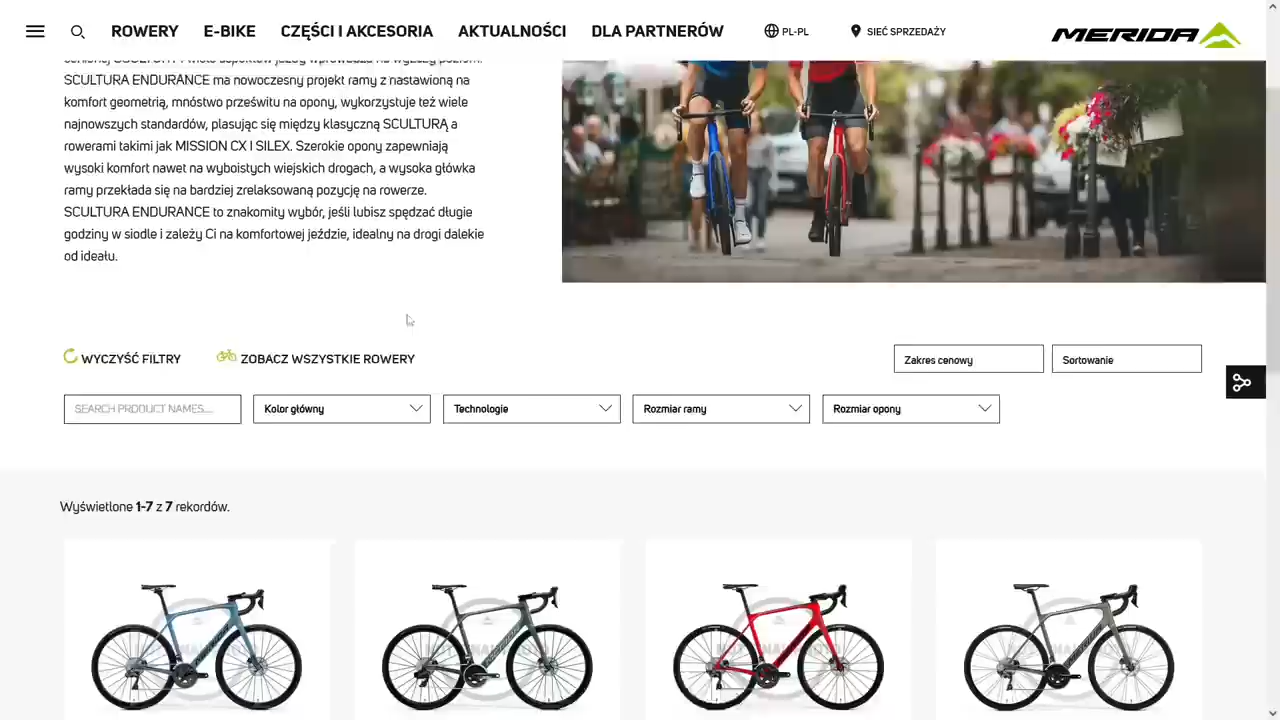 ROWERY E-BIKE CZĘŚCI I AKCESORIA AKTUALNOŚCI DLA PARTNERÓW PL-PL SIEĆ SPRZEDAŻY MERIDA
SCULTURA ENDURANCE ma nowoczesny projekt ramy z nastawioną na
komfort geometrią, mnóstwo prześwitu na opony, wykorzystuje też wiele
najnowszych standardów, plasując się między klasyczną SCULTURĄ a
rowerami takimi jak MISSION CX I SILEX. Szerokie opony zapewniają
wysoki komfort nawet na wyboistych wiejskich drogach, a wysoka główka
ramy przekłada się na bardziej zrelaksowaną pozycję na rowerze.
SCULTURA ENDURANCE to znakomity wybór, jeśli lubisz spędzać długie
godziny w siodle i zależy Ci na komfortowej jeździe, idealny na drogi dalekie
od ideału.
WYCZYŚĆ FILTRY ZOBACZ WSZYSTKIE ROWERY Zakres cenowy Sortowanie
SEARCH PRODUCT NAMES.... Kolor główny Technologie Rozmiar ramy Rozmiar opony
Wyświetlone 1-7 z 7 rekordów.